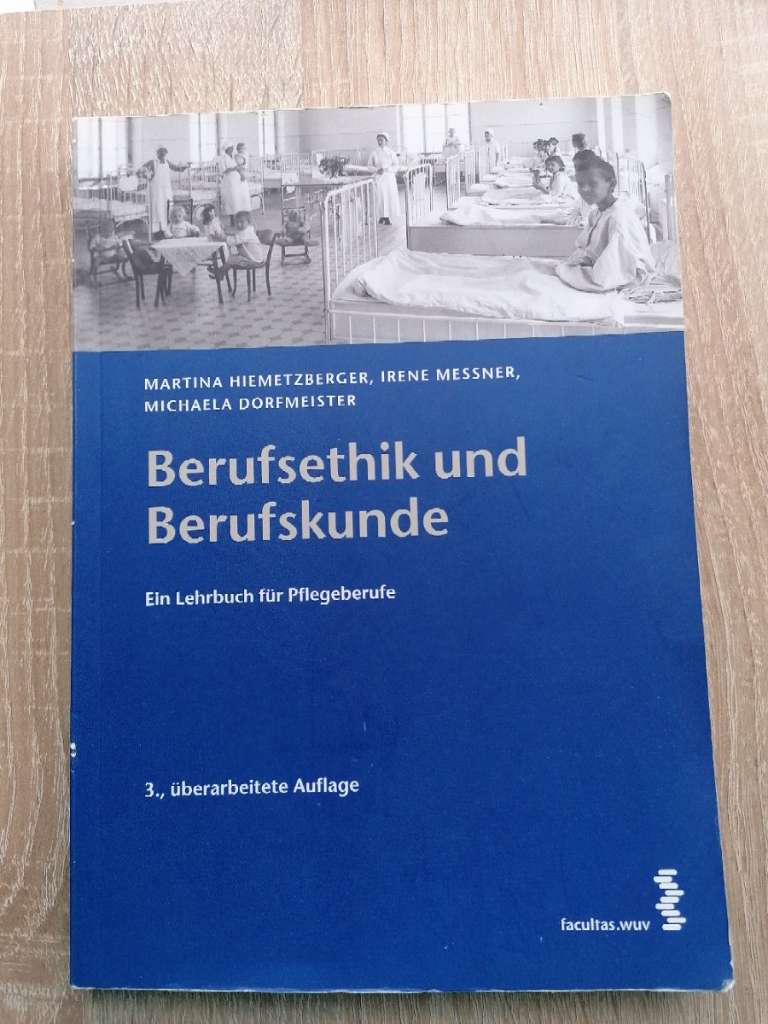 MARTINA HIEMETZBERGER, IRENE MESSNER,
MICHAELA DORFMEISTER
Berufsethik und
Berufskunde
Ein Lehrbuch für Pflegeberufe
3., überarbeitete Auflage
facultas.wuv